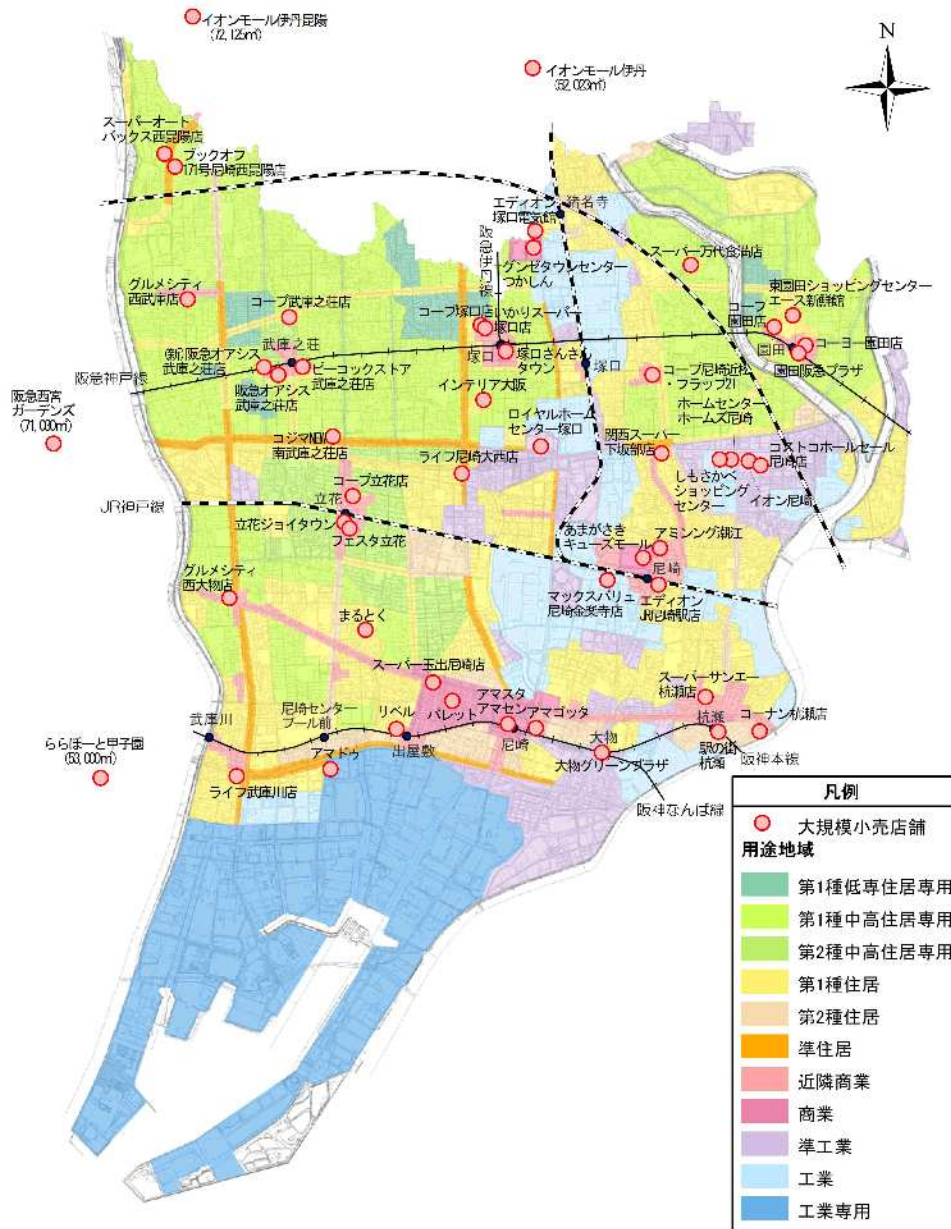 イオンモール伊丹昆陽
(72,125㎡)
イオンモール伊丹
(62,023㎡)
N
スーパーオート
バックス西昆陽店
ブックオフ
171号尼崎西昆陽店
エディオン
塚口電気館
猪名寺
阪急伊丹線
グンゼタウンセンター
つかしん
スーパー万代食満店
東園田ショッピングセンター
エース新鮮館
コープ
園田店
グルメシティ
西武庫店
コープ武庫之荘店
コープ塚口店
いかりスーパー
塚口店
武庫之荘
塚口
塚口さんさん
タウン
塚口
園田
コーヨー園田店
園田阪急プラザ
(新)阪急オアシス
武庫之荘店
ピーコックストア
武庫之荘店
阪急オアシス
武庫之荘店
阪急神戸線
インテリア大阪
コープ尼崎近松
・フラップ21
阪急西宮
ガーデンズ
(71,000㎡)
ロイヤルホーム
センター塚口
ホームセンター
ホームズ尼崎
コジマNEW
南武庫之荘店
ライフ尼崎大西店
関西スーパー
下坂部店
コストコホールセール
尼崎店
しもさかべ
ショッピング
センター
イオン尼崎
コープ立花店
立花
JR神戸線
立花ジョイタウン
フェスタ立花
あまがさき
キューズモール
アミング潮江
尼崎
グルメシティ
西大物店
マックスバリュ
尼崎金楽寺店
エディオン
JR尼崎駅店
まるとく
スーパー玉出尼崎店
スーパーサンエー
杭瀬店
武庫川
尼崎センター
プール前
リベル
バレット
アマスタ
アマセン
アマゴッタ
杭瀬
コーナン杭瀬店
出屋敷
尼崎
大物
ららぽーと甲子園
(53,000㎡)
アマドゥ
大物グリーンプラザ
駅の街
杭瀬
阪神本線
ライフ武庫川店
阪神なんば線
凡例
大規模小売店舗
用途地域
第1種低専住居専用
第1種中高住居専用
第2種中高住居専用
第1種住居
第2種住居
準住居
近隣商業
商業
準工業
工業
工業専用